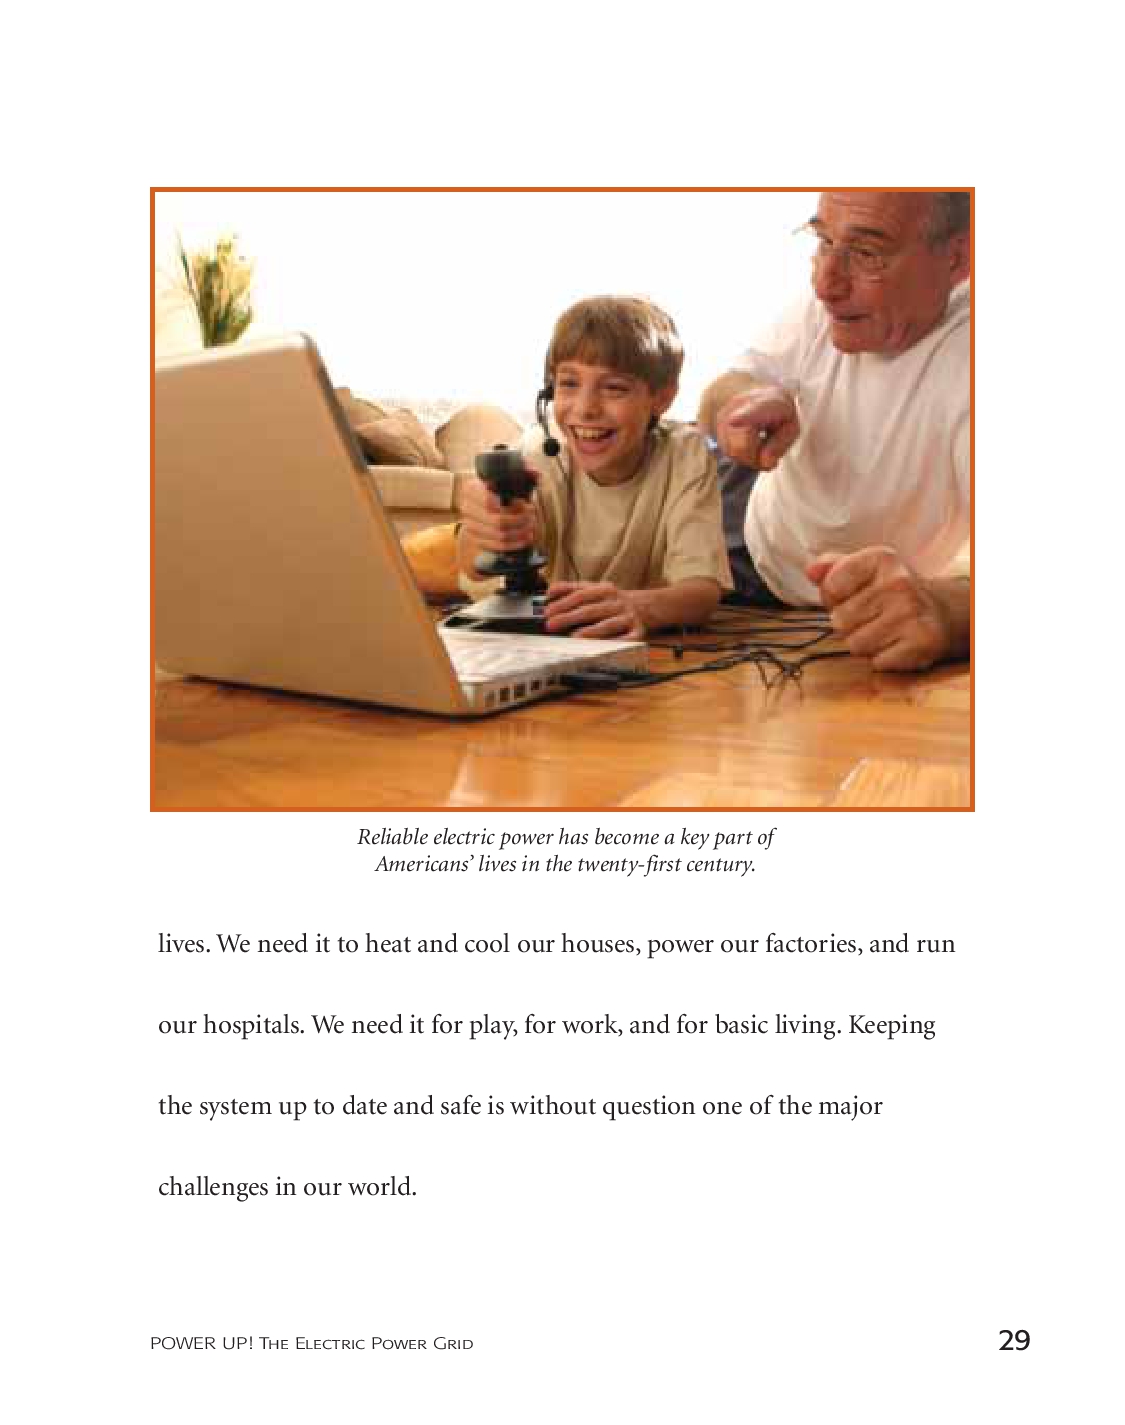 Reliable electric power has become a key part of
Americans’ lives in the twenty-first century.
lives. We need it to heat and cool our houses, power our factories, and run
our hospitals. We need it for play, for work, and for basic living. Keeping
the system up to date and safe is without question one of the major
challenges in our world.
POWER UP! The Electric Power Grid
29